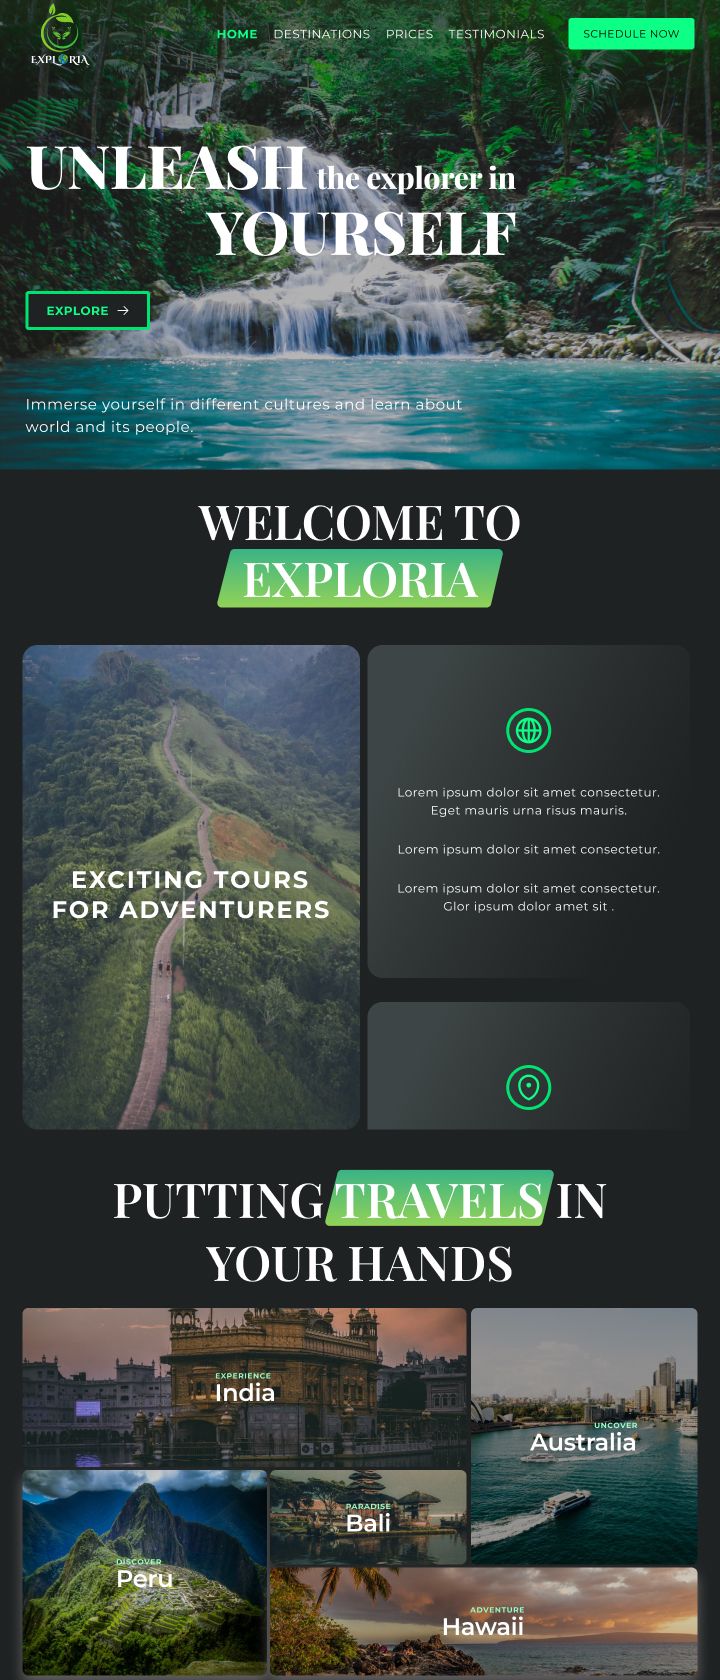 EXPLORIA
HOME DESTINATIONS PRICES TESTIMONIALS SCHEDULE NOW
UNLEASH the explorer in
YOURSELF
EXPLORE →
Immerse yourself in different cultures and learn about
world and its people.
WELCOME TO
EXPLORIA
EXCITING TOURS
FOR ADVENTURERS
Lorem ipsum dolor sit amet consectetur.
Eget mauris urna risus mauris.
Lorem ipsum dolor sit amet consectetur.
Lorem ipsum dolor sit amet consectetur.
Glor ipsum dolor amet sit .
PUTTING TRAVELS IN
YOUR HANDS
EXPERIENCE
India
UNCOVER
Australia
DISCOVER
Peru
PARADISE
Bali
ADVENTURE
Hawaii